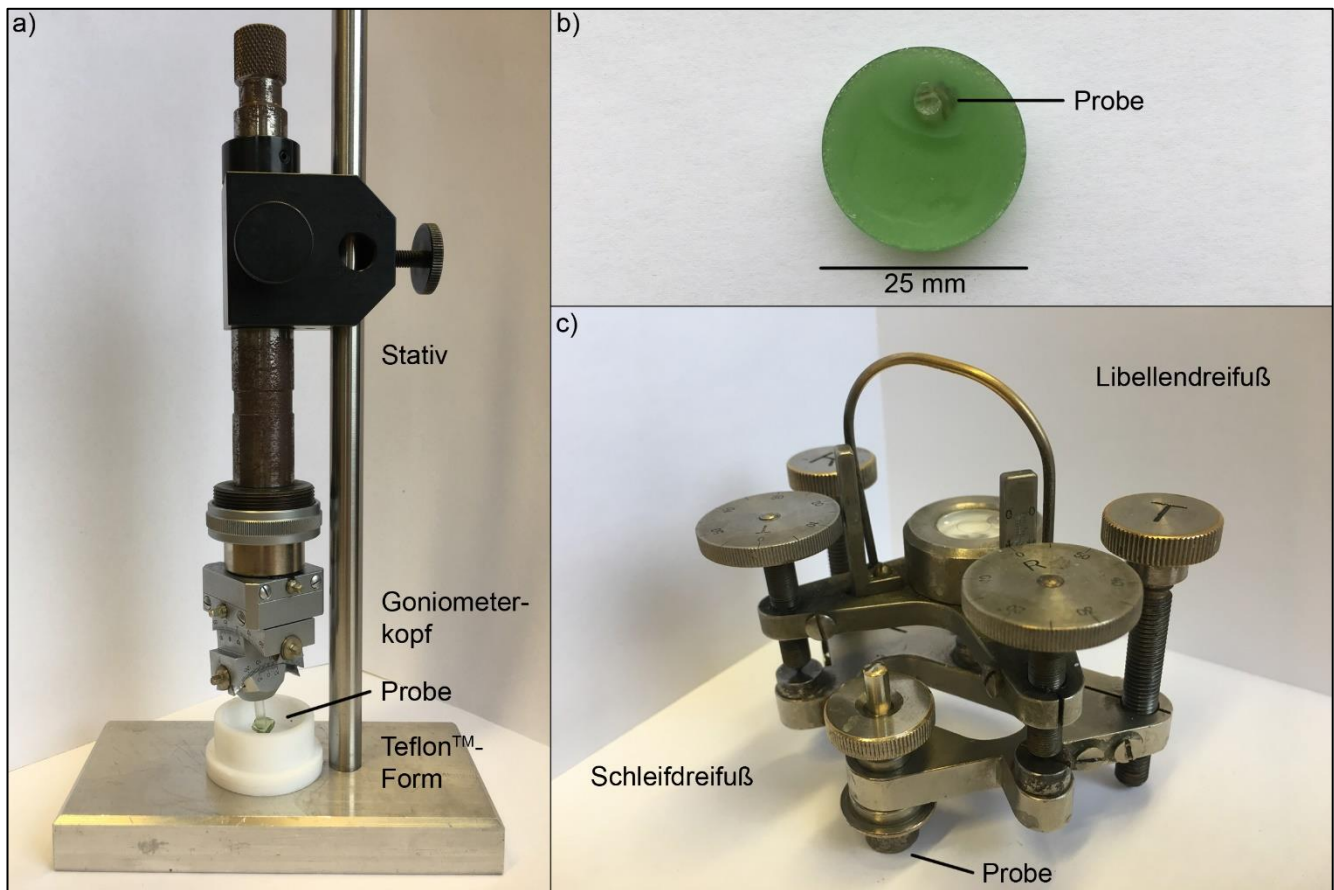 a)
Stativ
Goniometer-
kopf
Probe
Teflon™-
Form
b)
Probe
25 mm
c)
Libellendreifuß
T
R
Schleifdreifuß
Probe